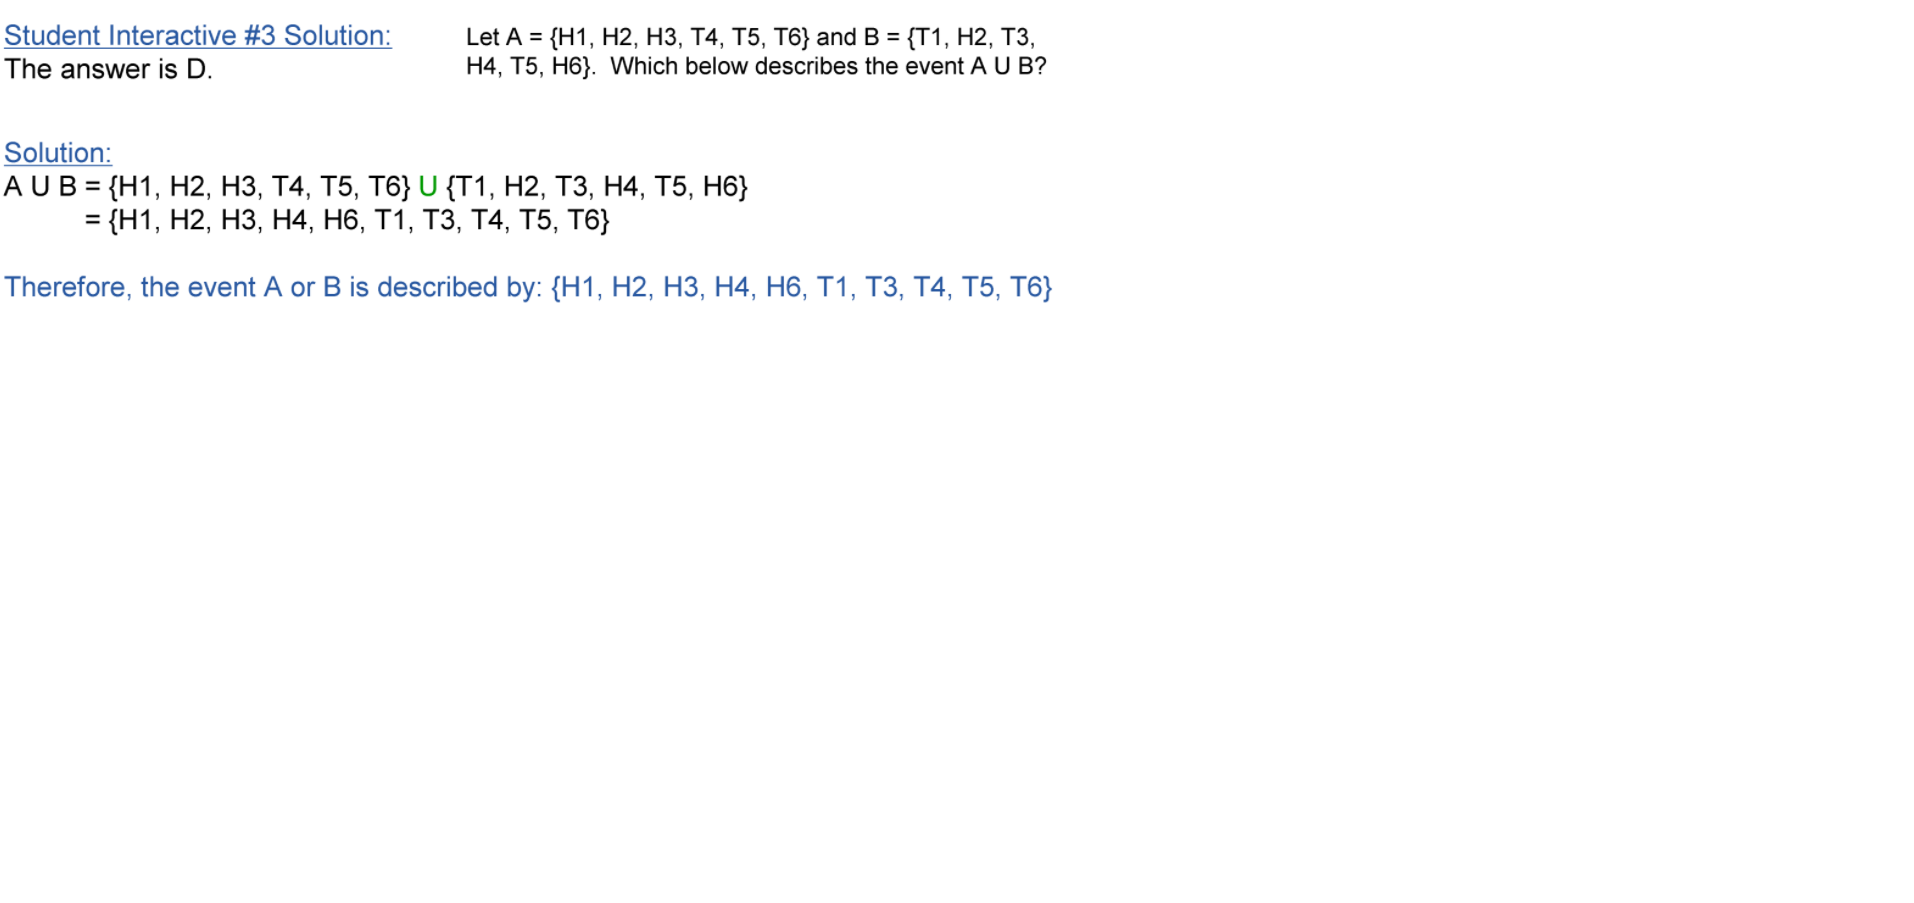 Student Interactive #3 Solution:
The answer is D.
Let A = {H1, H2, H3, T4, T5, T6} and B = {T1, H2, T3,
H4, T5, H6}.  Which below describes the event A U B?
Solution:
A U B = {H1, H2, H3, T4, T5, T6} U {T1, H2, T3, H4, T5, H6}
= {H1, H2, H3, H4, H6, T1, T3, T4, T5, T6}
Therefore, the event A or B is described by: {H1, H2, H3, H4, H6, T1, T3, T4, T5, T6}